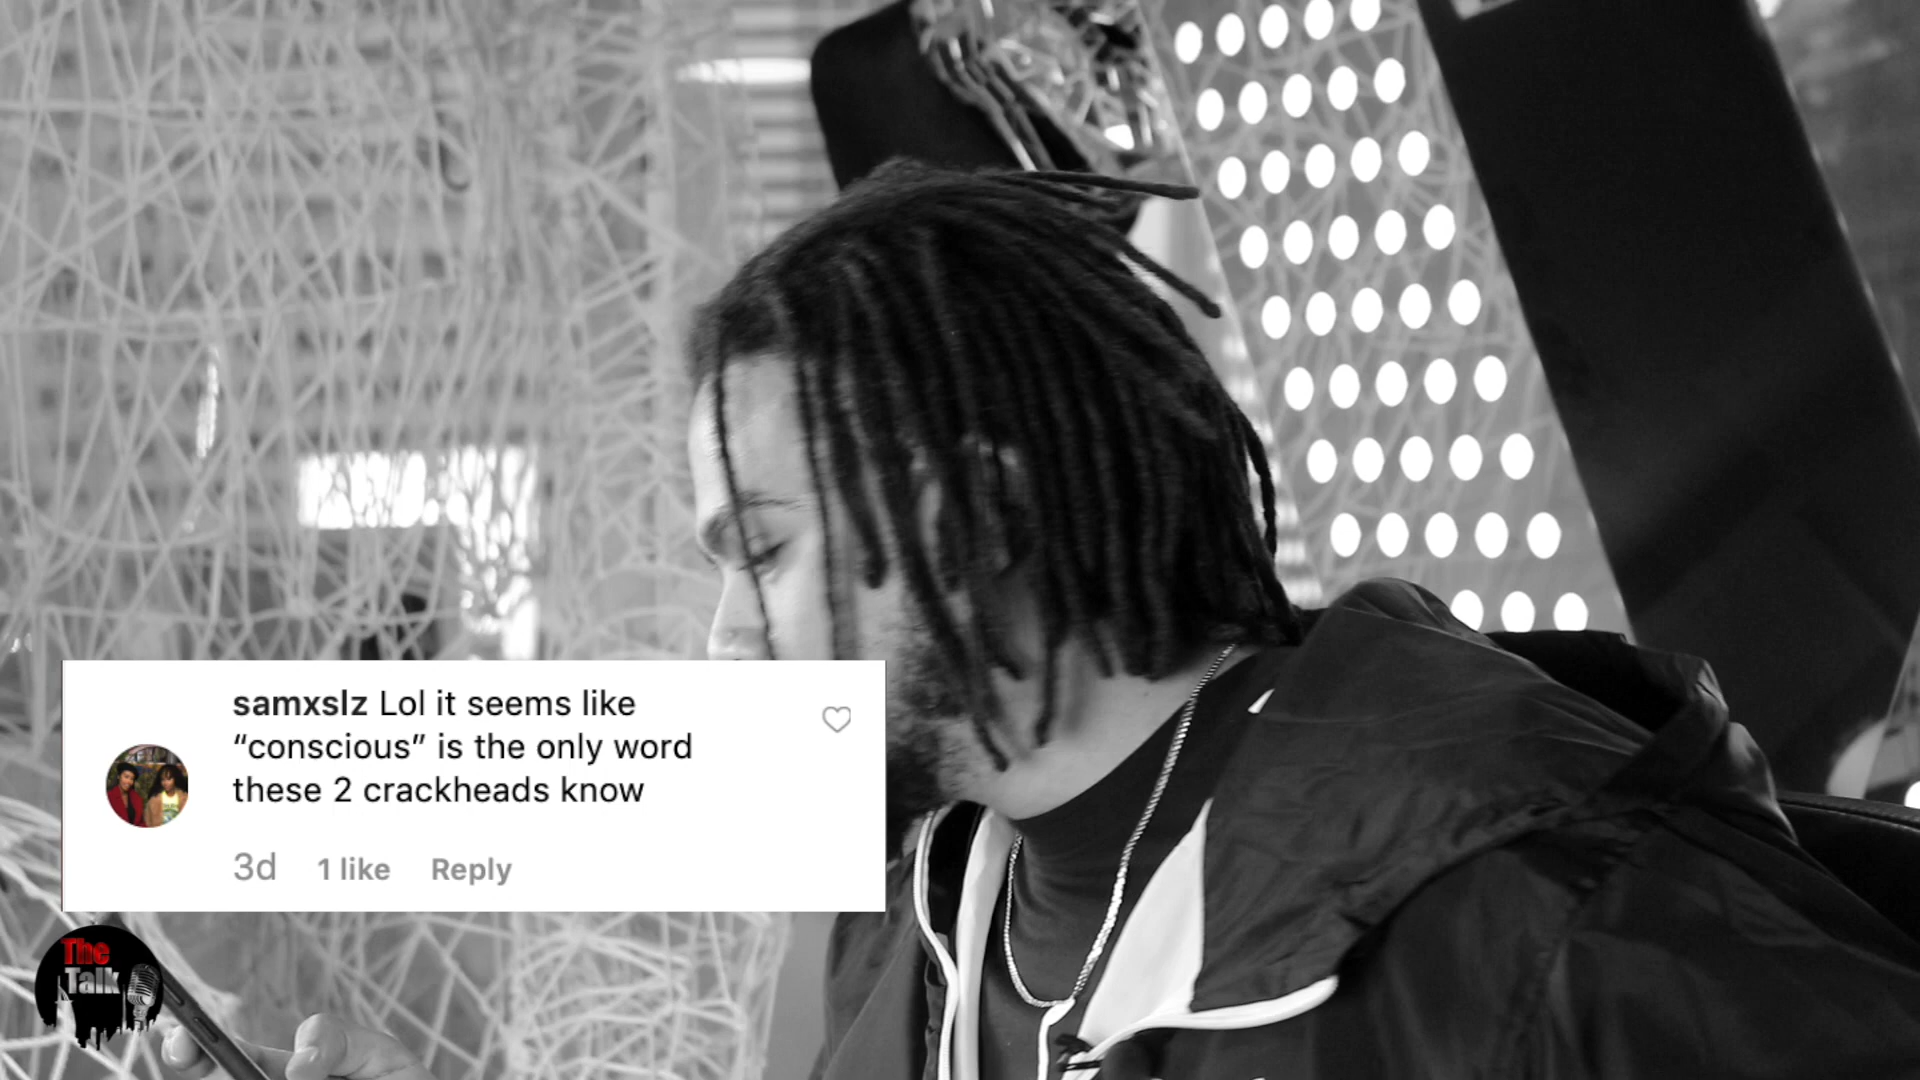 samxslz Lol it seems like
“conscious” is the only word
these 2 crackheads know
3d 1 like Reply
The
Talk